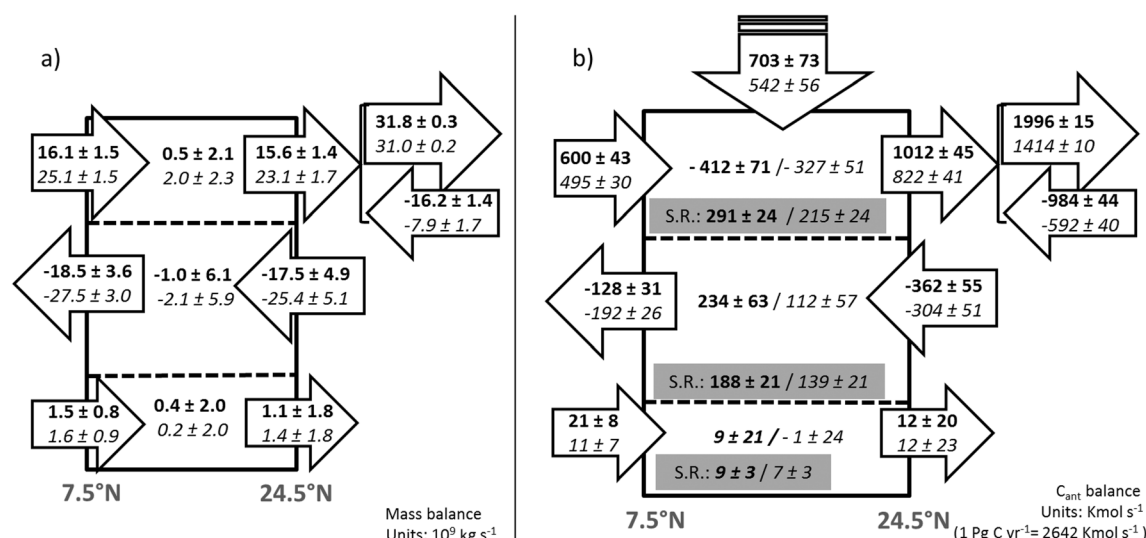 a)
16.1 ± 1.5
25.1 ± 1.5
0.5 ± 2.1
2.0 ± 2.3
15.6 ± 1.4
23.1 ± 1.7
31.8 ± 0.3
31.0 ± 0.2
-16.2 ± 1.4
-7.9 ± 1.7
-18.5 ± 3.6
-27.5 ± 3.0
-1.0 ± 6.1
-2.1 ± 5.9
-17.5 ± 4.9
-25.4 ± 5.1
1.5 ± 0.8
1.6 ± 0.9
0.4 ± 2.0
0.2 ± 2.0
1.1 ± 1.8
1.4 ± 1.8
7.5°N
24.5°N
Mass balance
Units: 10⁹ kg s⁻¹
b)
703 ± 73
542 ± 56
600 ± 43
495 ± 30
- 412 ± 71 / -327 ± 51
1012 ± 45
822 ± 41
1996 ± 15
1414 ± 10
-984 ± 44
-592 ± 40
S.R.: 291 ± 24 / 215 ± 24
-128 ± 31
-192 ± 26
234 ± 63 / 112 ± 57
-362 ± 55
-304 ± 51
S.R.: 188 ± 21 / 139 ± 21
21 ± 8
11 ± 7
9 ± 21 / - 1 ± 24
12 ± 20
12 ± 23
S.R.: 9 ± 3 / 7 ± 3
7.5°N
24.5°N
Cant balance
Units: Kmol s⁻¹
(1 Pg C yr⁻¹= 2642 Kmol s⁻¹ )